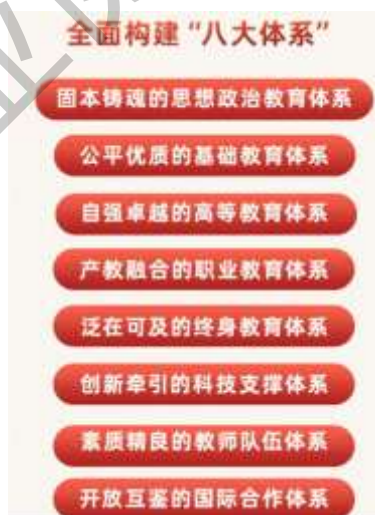 全面构建“八大体系”
固本铸魂的思想政治教育体系
公平优质的基础教育体系
自强卓越的高等教育体系
产教融合的职业教育体系
泛在可及的终身教育体系
创新牵引的科技支撑体系
素质精良的教师队伍体系
开放互鉴的国际合作体系